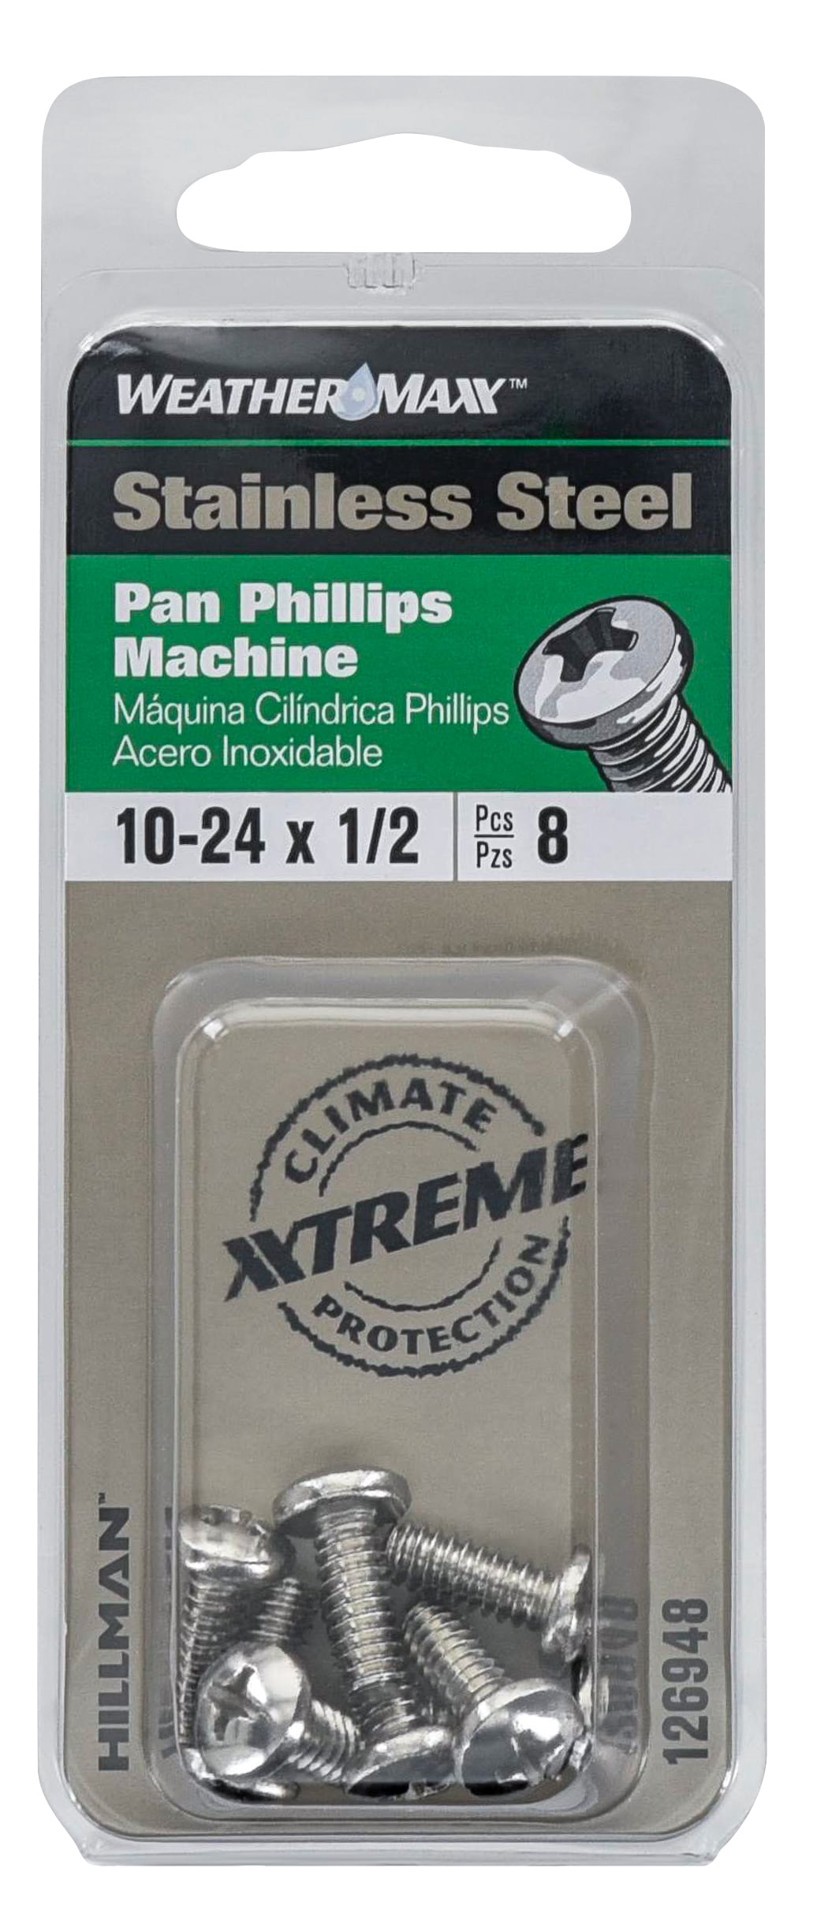 WEATHERMAXX™
Stainless Steel
Pan Phillips
Machine
Máquina Cilíndrica Phillips
Acero Inoxidable
10-24 x 1/2
Pcs
Pzs
8
CLIMATE
XXTREME
PROTECTION
HILLMAN™
126948